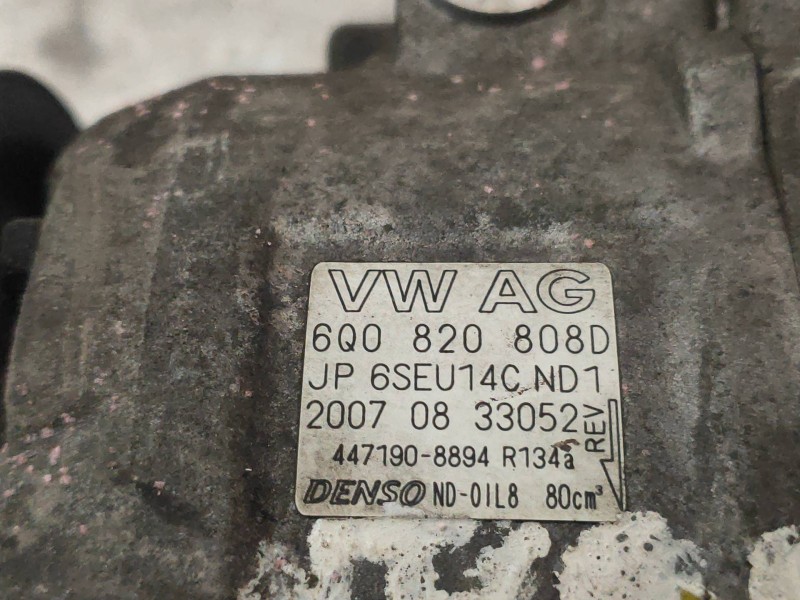 VW AG
6Q0 820 808D
JP 6SEU14C ND1
2007 08 33052
REV
447190-8894 R134a
DENSO ND-OIL8 80cm³